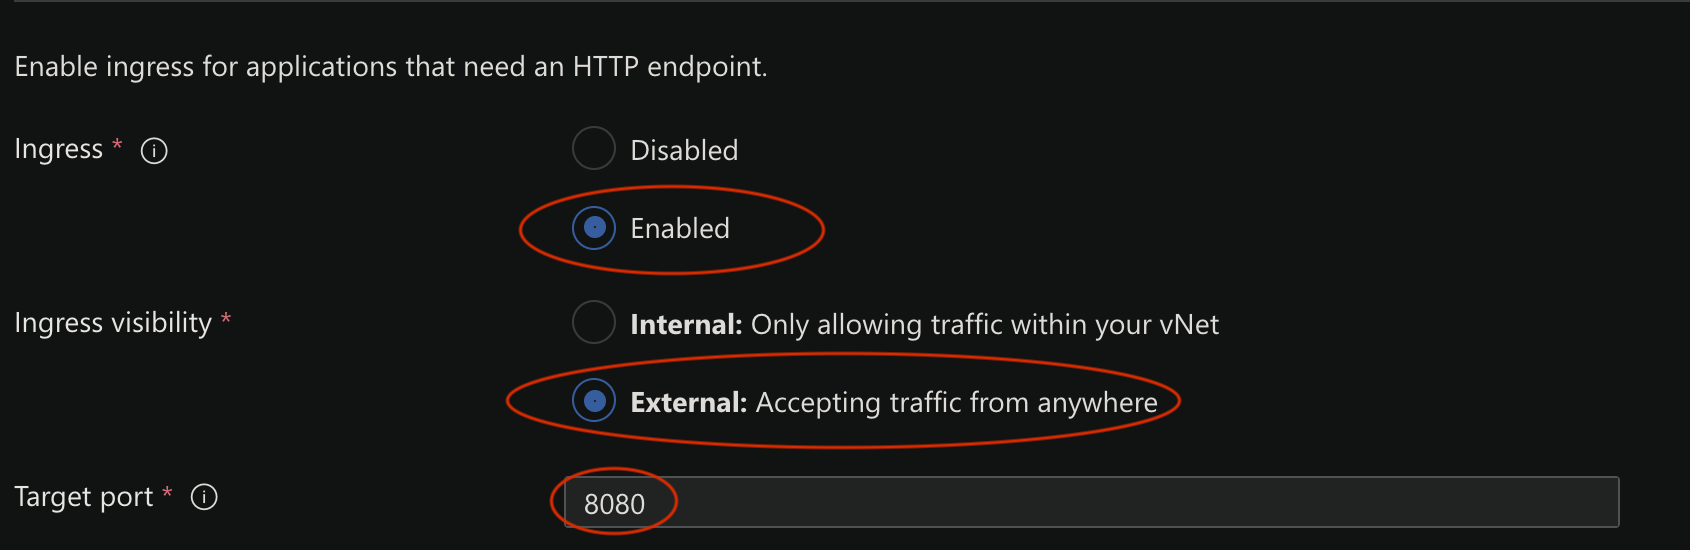 Enable ingress for applications that need an HTTP endpoint.
Ingress *
Disabled
Enabled
Ingress visibility *
Internal: Only allowing traffic within your vNet
External: Accepting traffic from anywhere
Target port *
8080